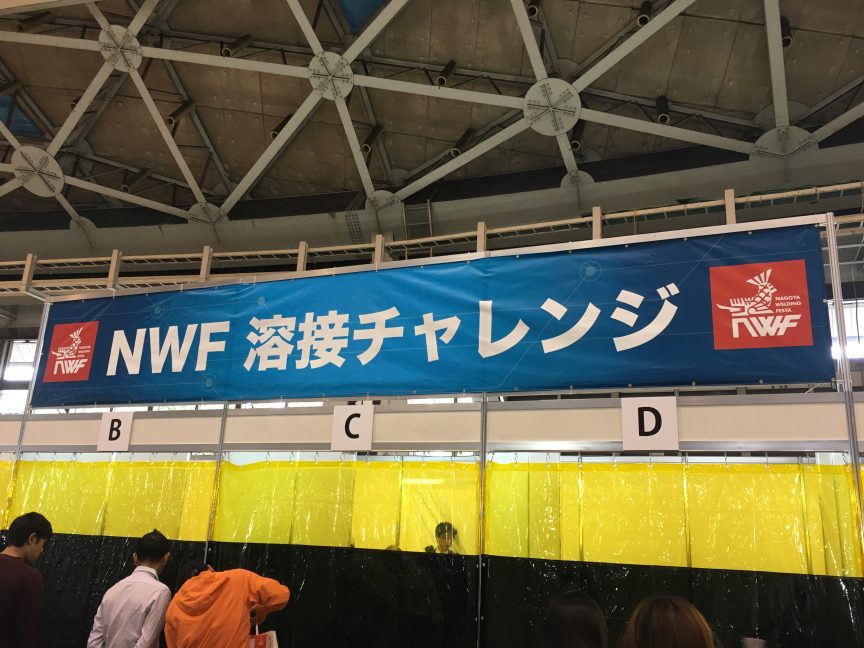 NWF 溶接チャレンジ
NAGOYA
WELDING
FESTA
NWF
NWF
B
C
D